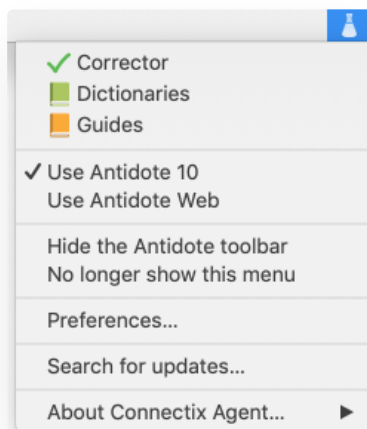 Corrector
Dictionaries
Guides
Use Antidote 10
Use Antidote Web
Hide the Antidote toolbar
No longer show this menu
Preferences...
Search for updates...
About Connectix Agent...